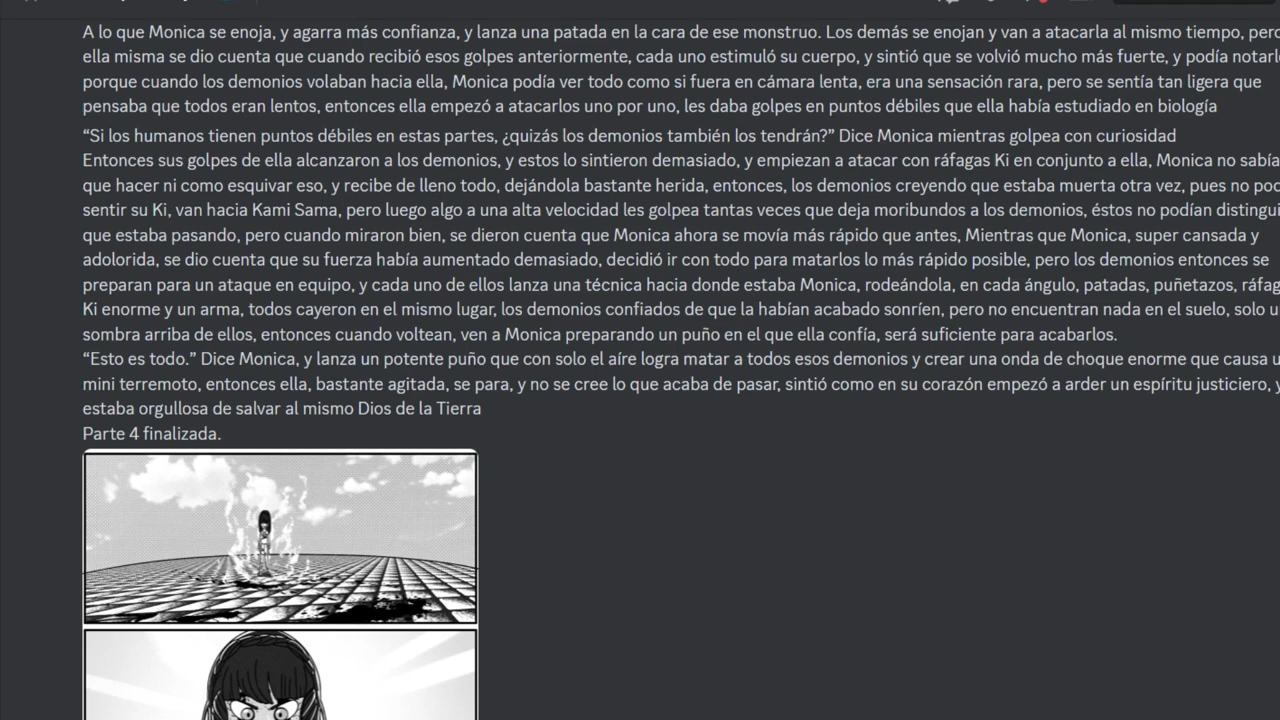 A lo que Monica se enoja, y agarra más confianza, y lanza una patada en la cara de ese monstruo. Los demás se enojan y van a atacarla al mismo tiempo, pero
ella misma se dio cuenta que cuando recibió esos golpes anteriormente, cada uno estimuló su cuerpo, y sintió que se volvió mucho más fuerte, y podía
porque cuando los demonios volaban hacia ella, Monica podía ver todo como si fuera en cámara lenta, era una sensación rara, pero se sentía tan ligera que
pensaba que todos eran lentos, entonces ella empezó a atacarlos uno por uno, les daba golpes en puntos débiles que ella había estudiado en biología
“Si los humanos tienen puntos débiles en estas partes, ¿quizás los demonios también los tendrán?” Dice Monica mientras golpea con curiosidad
Entonces sus golpes de ella alcanzaron a los demonios, y estos lo sintieron demasiado, y empiezan a atacar con ráfagas Ki en conjunto a ella, Monica no sabía
que hacer ni como esquivar eso, y recibe de lleno todo, dejándola bastante herida, entonces, los demonios creyendo que estaba muerta otra vez, pues no
sentir su Ki, van hacia Kami Sama, pero luego algo a una alta velocidad les golpea tantas veces que deja moribundos a los demonios, éstos no podían
que estaba pasando, pero cuando miraron bien, se dieron cuenta que Monica ahora se movía más rápido que antes, Mientras que Monica, super cansada y
adolorida, se dio cuenta que su fuerza había aumentado demasiado, decidió ir con todo para matarlos lo más rápido posible, pero los demonios entonces se
preparan para un ataque en equipo, y cada uno de ellos lanza una técnica hacia donde estaba Monica, rodeándola, en cada ángulo, patadas, puñetazos,
Ki enorme y un arma, todos cayeron en el mismo lugar, los demonios confiados de que la habían acabado sonríen, pero no encuentran nada en el suelo, solo
sombra arriba de ellos, entonces cuando voltean, ven a Monica preparando un puño en el que ella confía, será suficiente para acabarlos.
“Esto es todo.” Dice Monica, y lanza un potente puño que con solo el aíre logra matar a todos esos demonios y crear una onda de choque enorme que causa
mini terremoto, entonces ella, bastante agitada, se para, y no se cree lo que acaba de pasar, sintió como en su corazón empezó a arder un espíritu justiciero, y
estaba orgullosa de salvar al mismo Dios de la Tierra
Parte 4 finalizada.